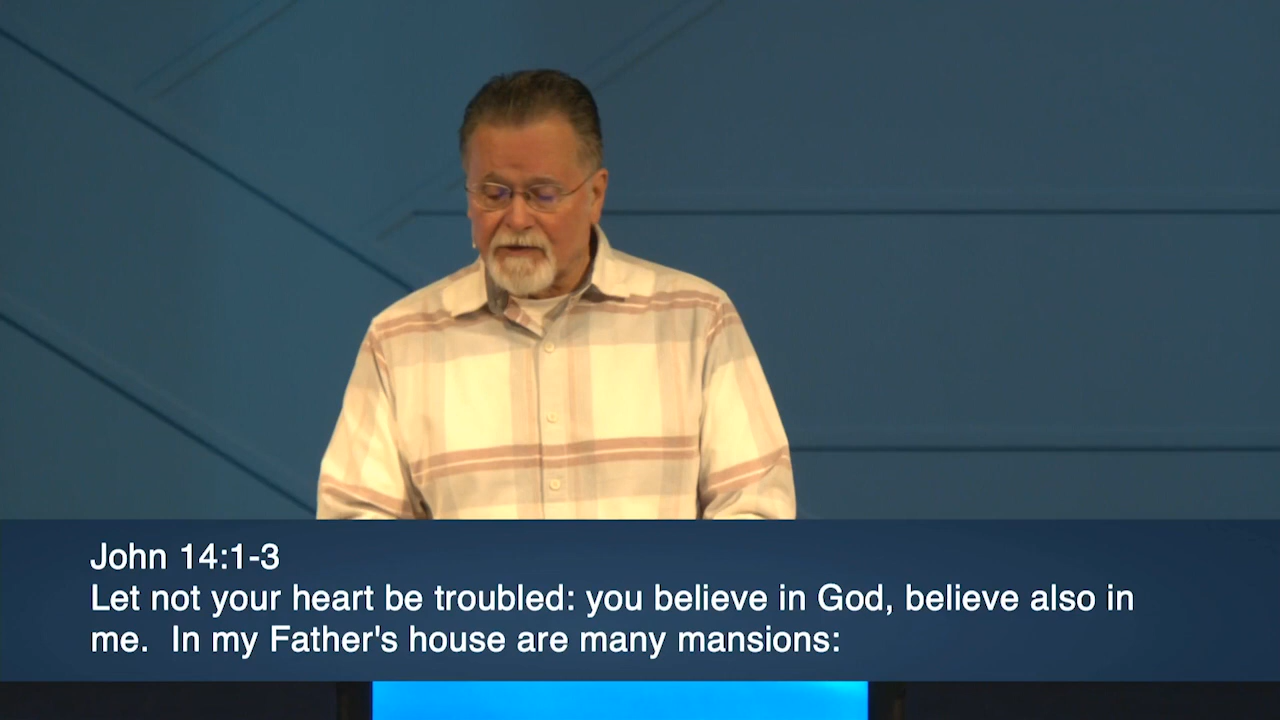 John 14:1-3
Let not your heart be troubled: you believe in God, believe also in
me.  In my Father's house are many mansions: